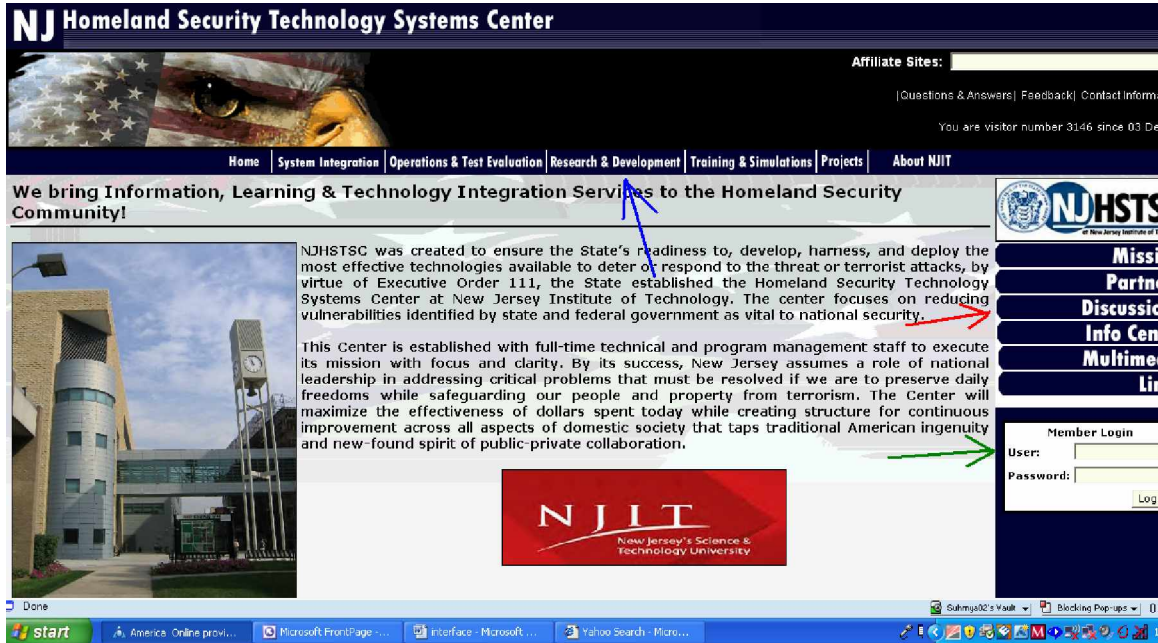 NJ Homeland Security Technology Systems Center
Affiliate Sites:
|Questions & Answers| Feedback| Contact Inform
You are visitor number 3146 since 03 De
Home | System Integration | Operations & Test Evaluation | Research & Development | Training & Simulations | Projects | About NJIT
We bring Information, Learning & Technology Integration Services to the Homeland Security
Community!
NJHSTSC was created to ensure the State's readiness to, develop, harness, and deploy the
most effective technologies available to deter or respond to the threat or terrorist attacks, by
virtue of Executive Order 111, the State established the Homeland Security Technology
Systems Center at New Jersey Institute of Technology. The center focuses on reducing
vulnerabilities identified by state and federal government as vital to national security.
This Center is established with full-time technical and program management staff to execute
its mission with focus and clarity. By its success, New Jersey assumes a role of national
leadership in addressing critical problems that must be resolved if we are to preserve daily
freedoms while safeguarding our people and property from terrorism. The Center will
maximize the effectiveness of dollars spent today while creating structure for continuous
improvement across all aspects of domestic society that taps traditional American ingenuity
and new-found spirit of public-private collaboration.
NJIT
New Jersey's Science &
Technology University
NJHSTS
at New Jersey Institute of T
Missi
Partn
Discussio
Info Cen
Multime
Li
Member Login
User:
Password:
Log
Done
Suhmya02's Vault
Blocking Pop-ups
start
America Online provi...
Microsoft FrontPage -...
interface - Microsoft ...
Yahoo Search - Micro...